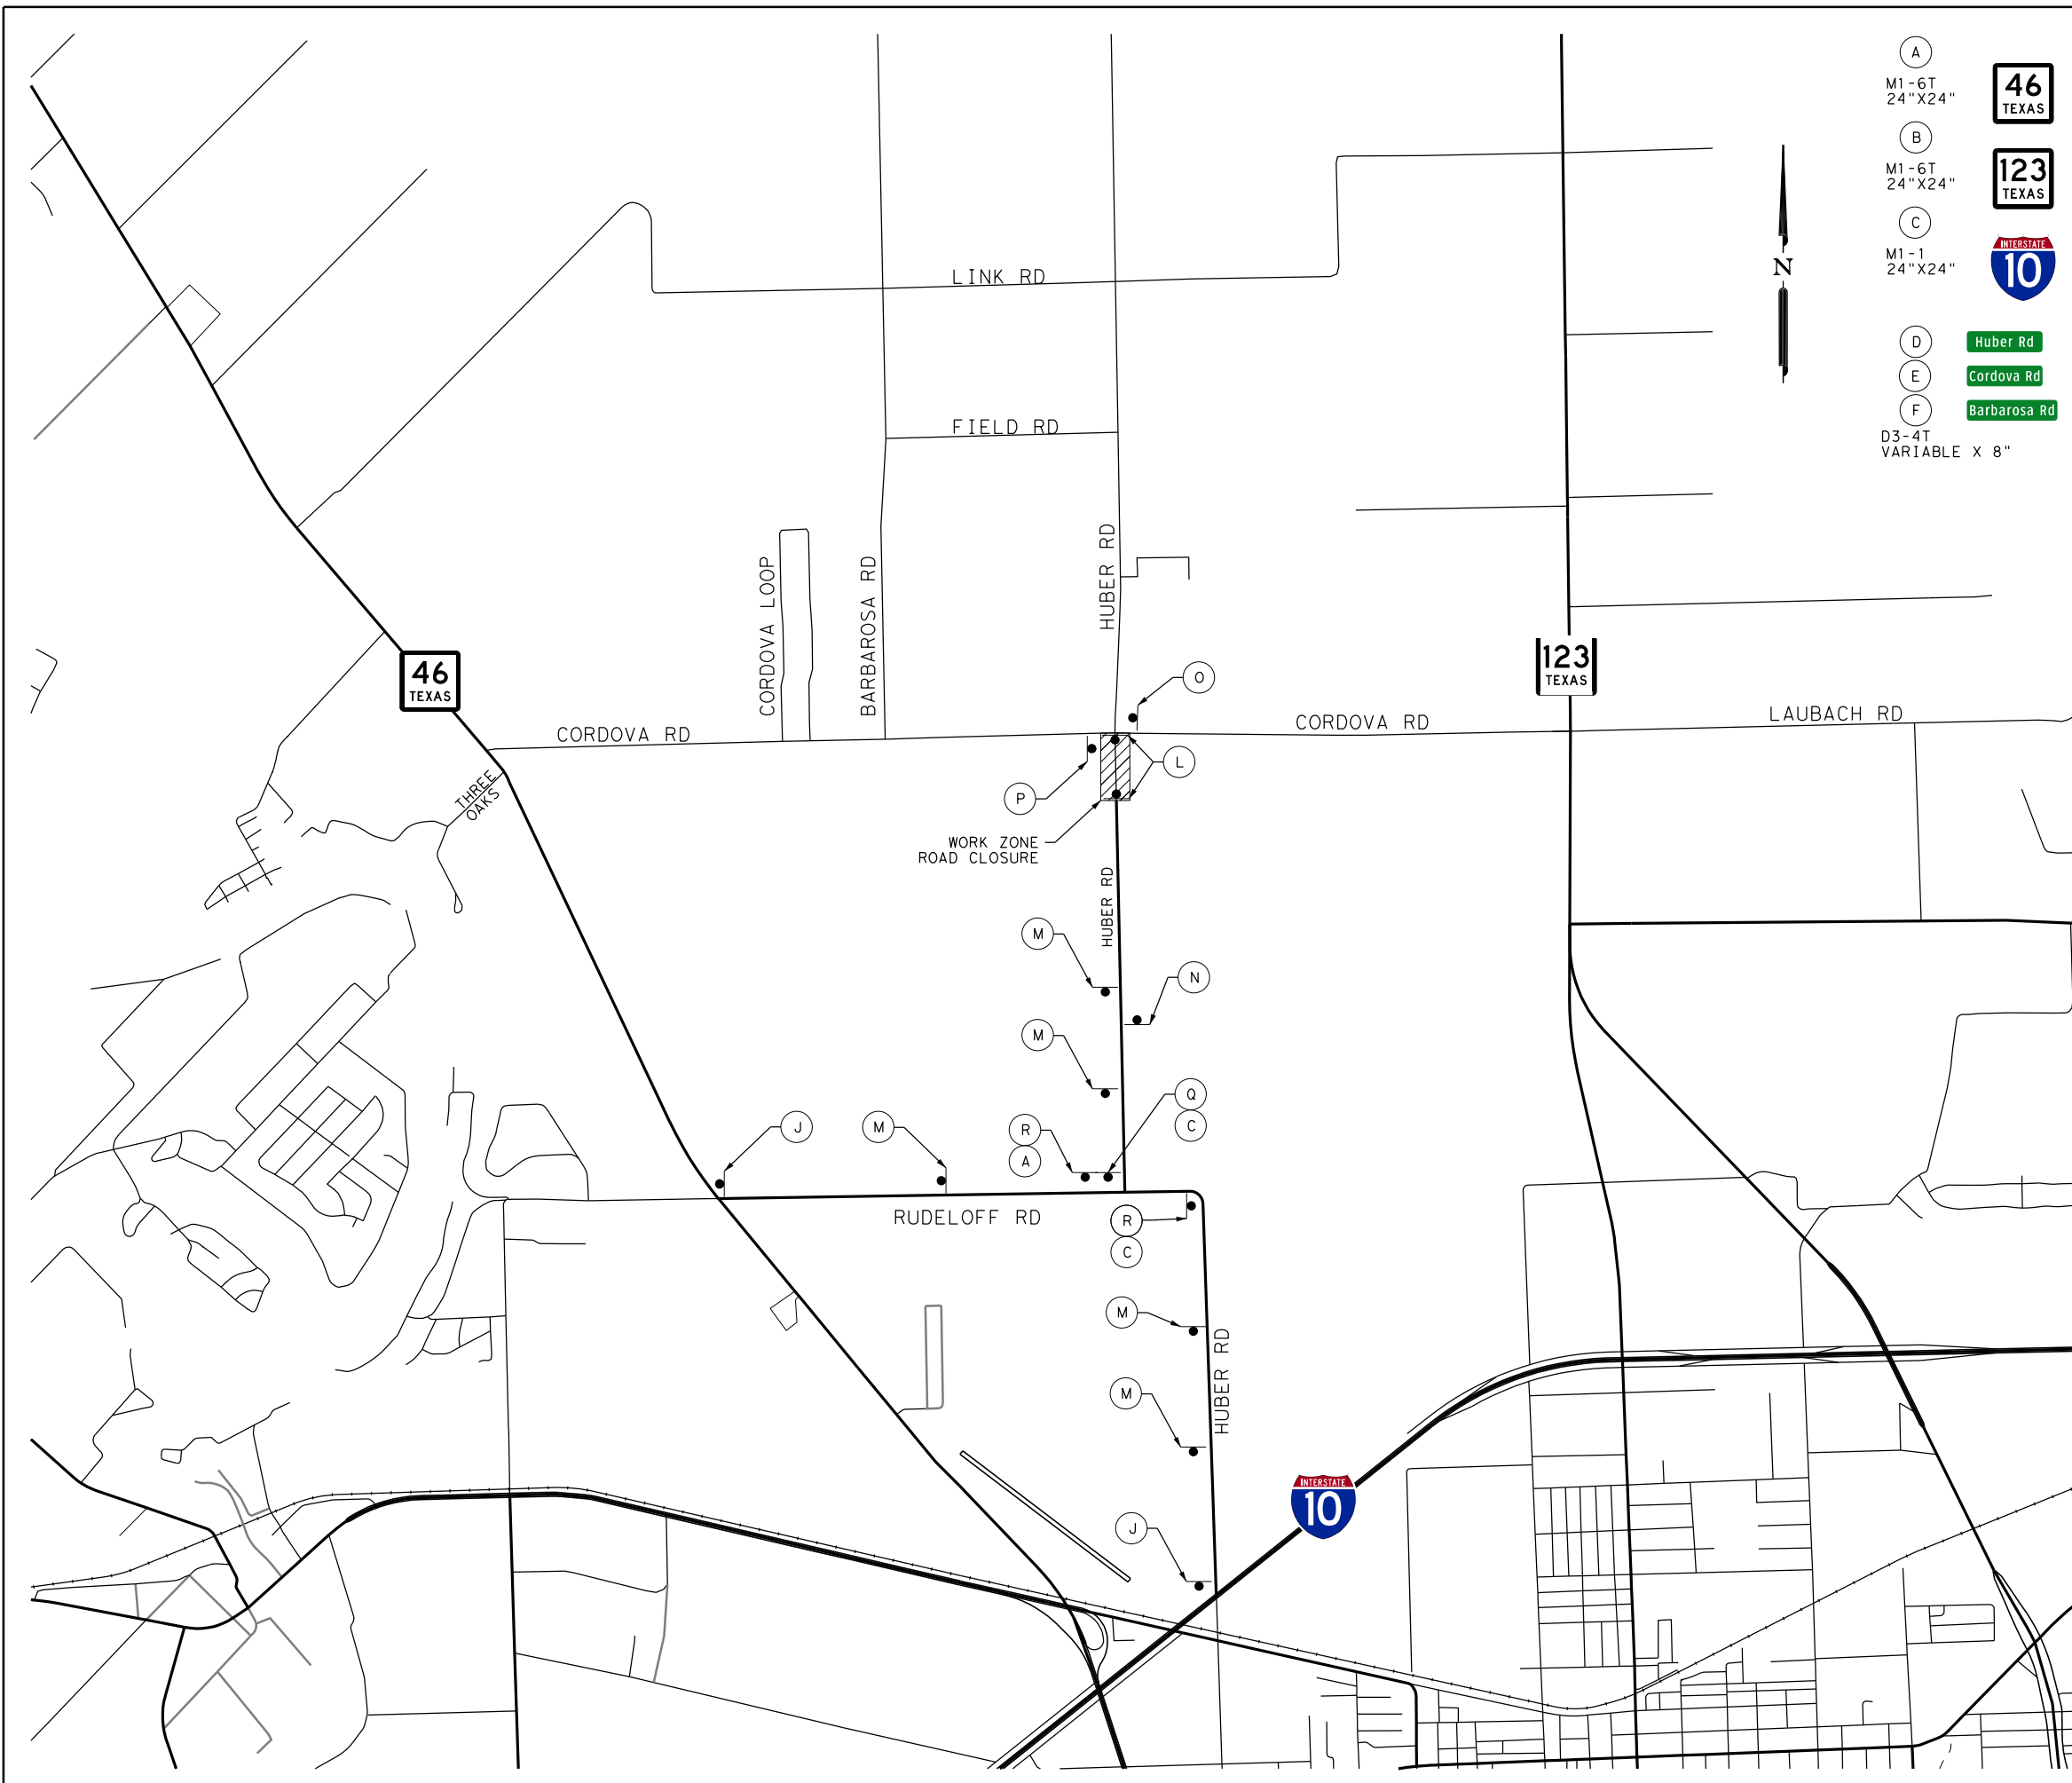 A
M1-6T
24"X24"
46
TEXAS
B
M1-6T
24"X24"
123
TEXAS
C
M1-1
24"X24"
INTERSTATE
10
N
LINK RD
D
Huber Rd
E
Cordova Rd
F
Barbarosa Rd
D3-4T
VARIABLE X 8"
FIELD RD
CORDOVA LOOP
BARBAROSA RD
HUBER RD
46
TEXAS
123
TEXAS
O
CORDOVA RD
CORDOVA RD
LAUBACH RD
L
P
THREE
OAKS
WORK ZONE
ROAD CLOSURE
HUBER RD
M
N
M
Q
C
J
M
R
A
RUDELOFF RD
R
C
M
HUBER RD
M
INTERSTATE
10
J